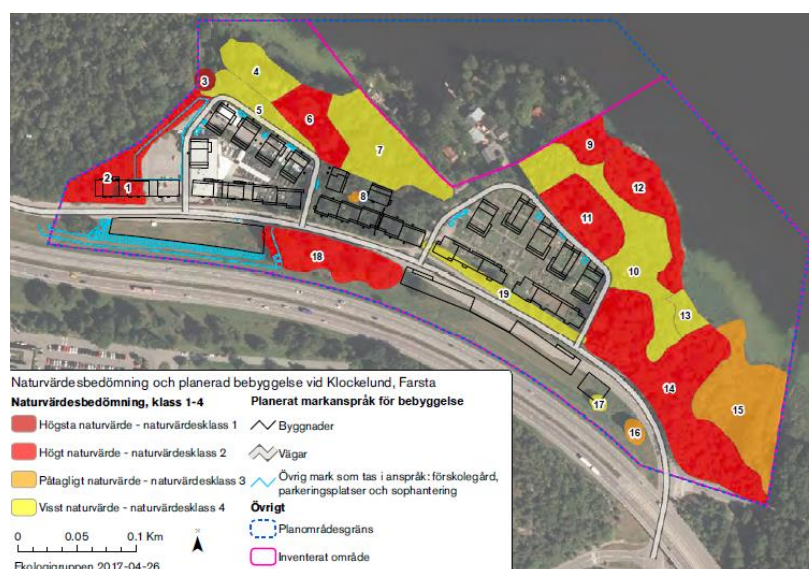 3
4
5
6
7
2
1
8
9
12
11
10
18
19
13
14
15
17
16
Naturvärdesbedömning och planerad bebyggelse vid Klockelund, Farsta
Naturvärdesbedömning, klass 1-4
Högsta naturvärde - naturvärdesklass 1
Högt naturvärde - naturvärdesklass 2
Påtagligt naturvärde - naturvärdesklass 3
Visst naturvärde - naturvärdesklass 4
0 0.05 0.1 Km
Ekologigruppen 2017-04-26
Planerat markanspråk för bebyggelse
Byggnader
Vägar
Övrig mark som tas i anspråk: förskolegård,
parkeringsplatser och sophantering
Övrigt
Planområdesgräns
Inventerat område